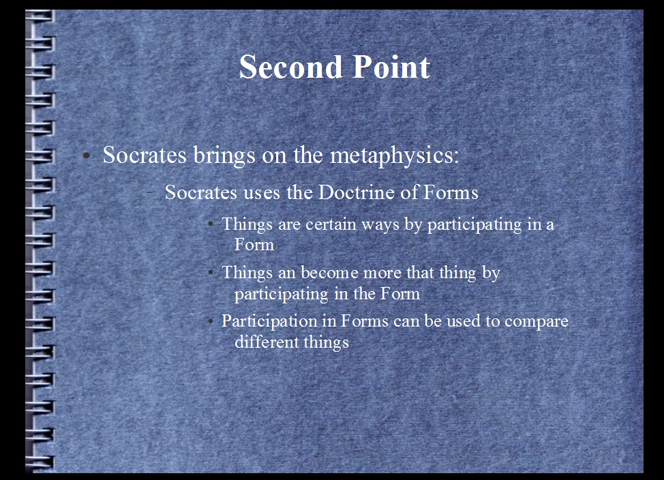 Second Point
• Socrates brings on the metaphysics:
Socrates uses the Doctrine of Forms
• Things are certain ways by participating in a
Form
• Things an become more that thing by
participating in the Form
• Participation in Forms can be used to compare
different things